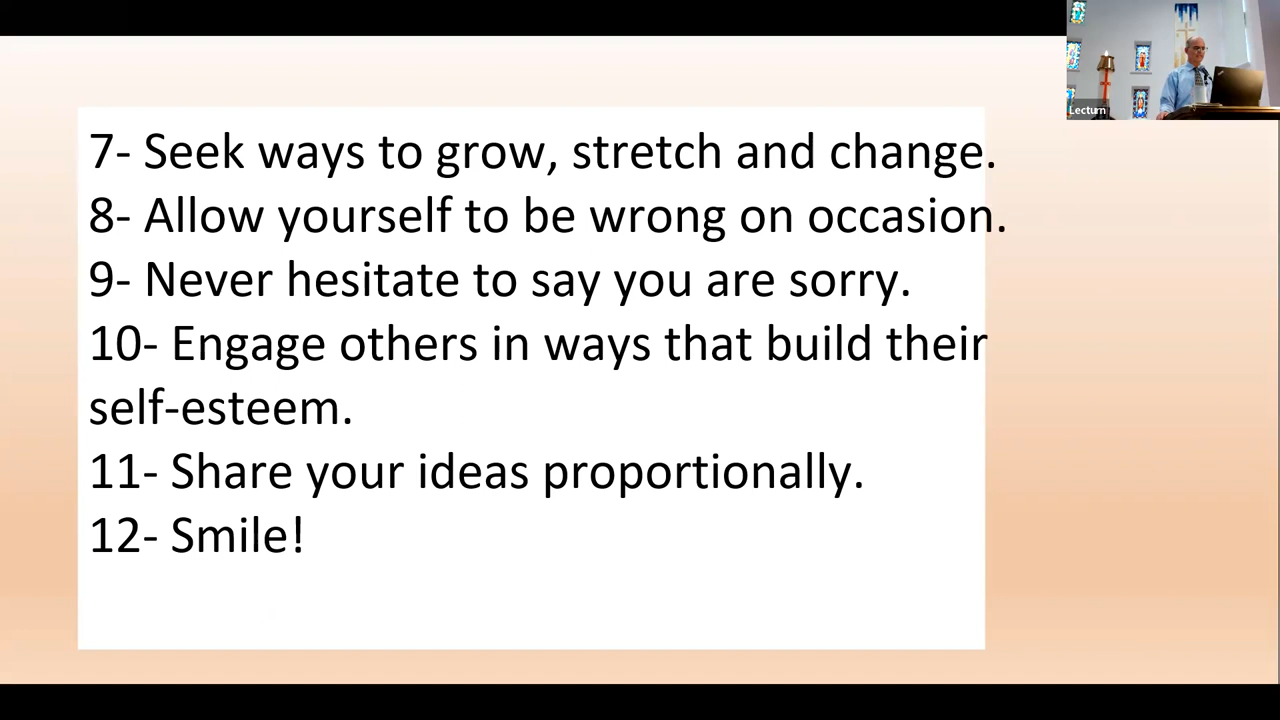 7- Seek ways to grow, stretch and change.
8- Allow yourself to be wrong on occasion.
9- Never hesitate to say you are sorry.
10- Engage others in ways that build their
self-esteem.
11- Share your ideas proportionally.
12- Smile!
Lecturn